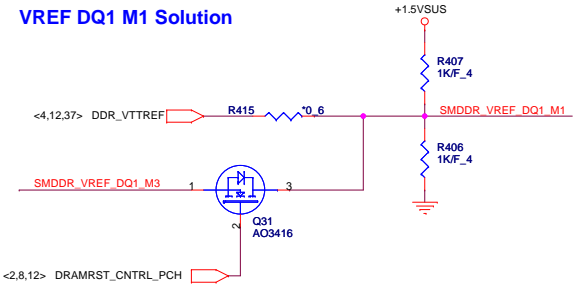 VREF DQ1 M1 Solution
+1.5VSUS
R407
1K/F_4
<4,12,37> DDR_VTTREF
R415
*0_6
SMDDR_VREF_DQ1_M1
R406
1K/F_4
SMDDR_VREF_DQ1_M3
1
3
2
Q31
AO3416
<2,8,12> DRAMRST_CNTRL_PCH